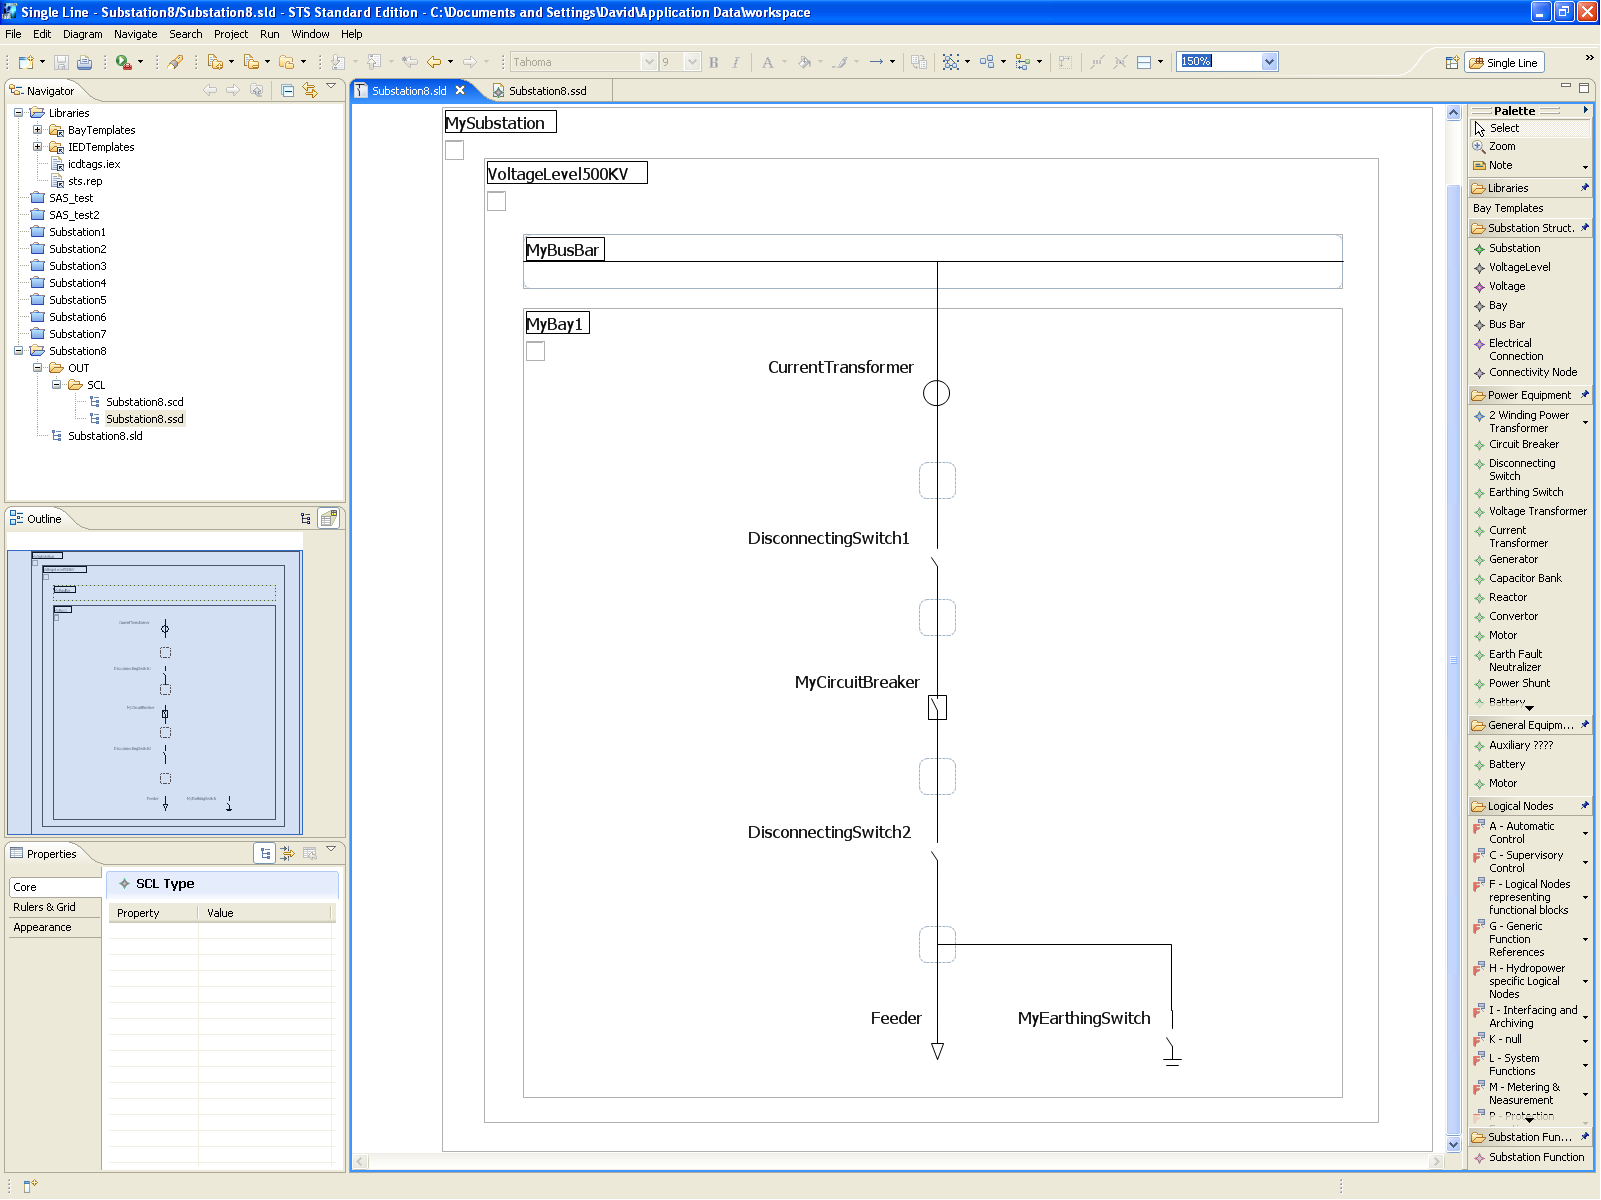 Single Line - Substation8/Substation8.sld - STS Standard Edition - C:\Documents and Settings\David\Application Data\workspace
File Edit Diagram Navigate Search Project Run Window Help
Tahoma 9 B I A 150% Single Line
Navigator
Libraries
BayTemplates
IEDTemplates
icdtags.iex
sts.rep
SAS_test
SAS_test2
Substation1
Substation2
Substation3
Substation4
Substation5
Substation6
Substation7
Substation8
OUT
SCL
Substation8.scd
Substation8.ssd
Substation8.sld
Outline
Properties
Core
Rulers & Grid
Appearance
SCL Type
Property Value
Substation8.sld Substation8.ssd
MySubstation
VoltageLevel500KV
MyBusBar
MyBay1
CurrentTransformer
DisconnectingSwitch1
MyCircuitBreaker
DisconnectingSwitch2
Feeder MyEarthingSwitch
Palette
Select
Zoom
Note
Libraries
Bay Templates
Substation Struct.
Substation
VoltageLevel
Voltage
Bay
Bus Bar
Electrical
Connection
Connectivity Node
Power Equipment
2 Winding Power
Transformer
Circuit Breaker
Disconnecting
Switch
Earthing Switch
Voltage Transformer
Current
Transformer
Generator
Capacitor Bank
Reactor
Convertor
Motor
Earth Fault
Neutralizer
Power Shunt
Battery
General Equipm...
Auxiliary ????
Battery
Motor
Logical Nodes
A - Automatic
Control
C - Supervisory
Control
F - Logical Nodes
representing
functional blocks
G - Generic
Function
References
H - Hydropower
specific Logical
Nodes
I - Interfacing and
Archiving
K - null
L - System
Functions
M - Metering &
Neasurement
P - Protection
Substation Fun...
Substation Function